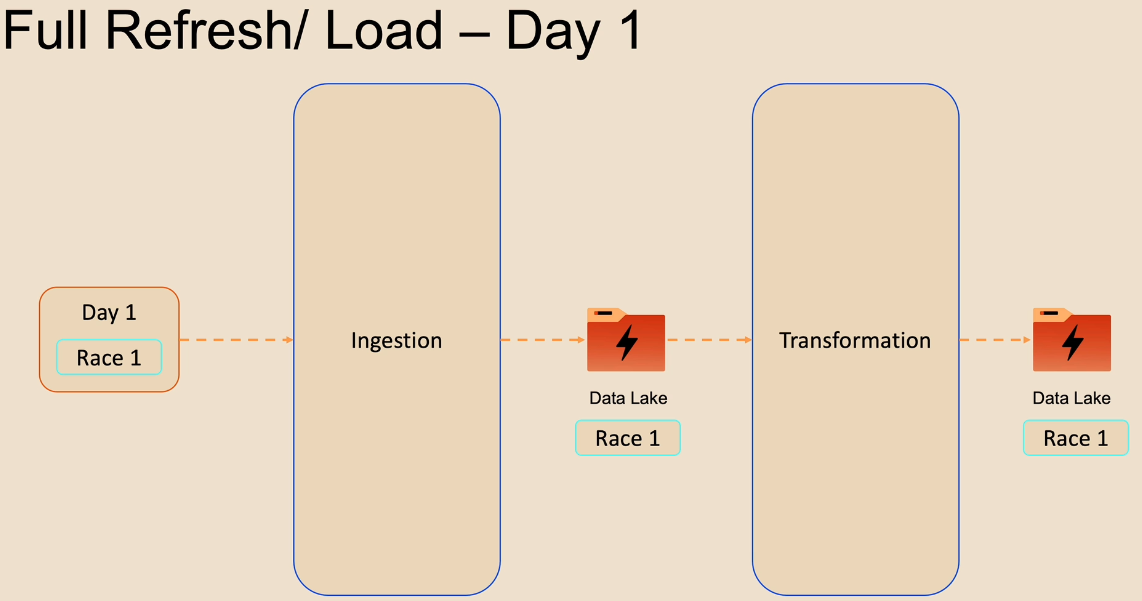 Full Refresh/ Load – Day 1
Day 1
Race 1
Ingestion
Data Lake
Race 1
Transformation
Data Lake
Race 1